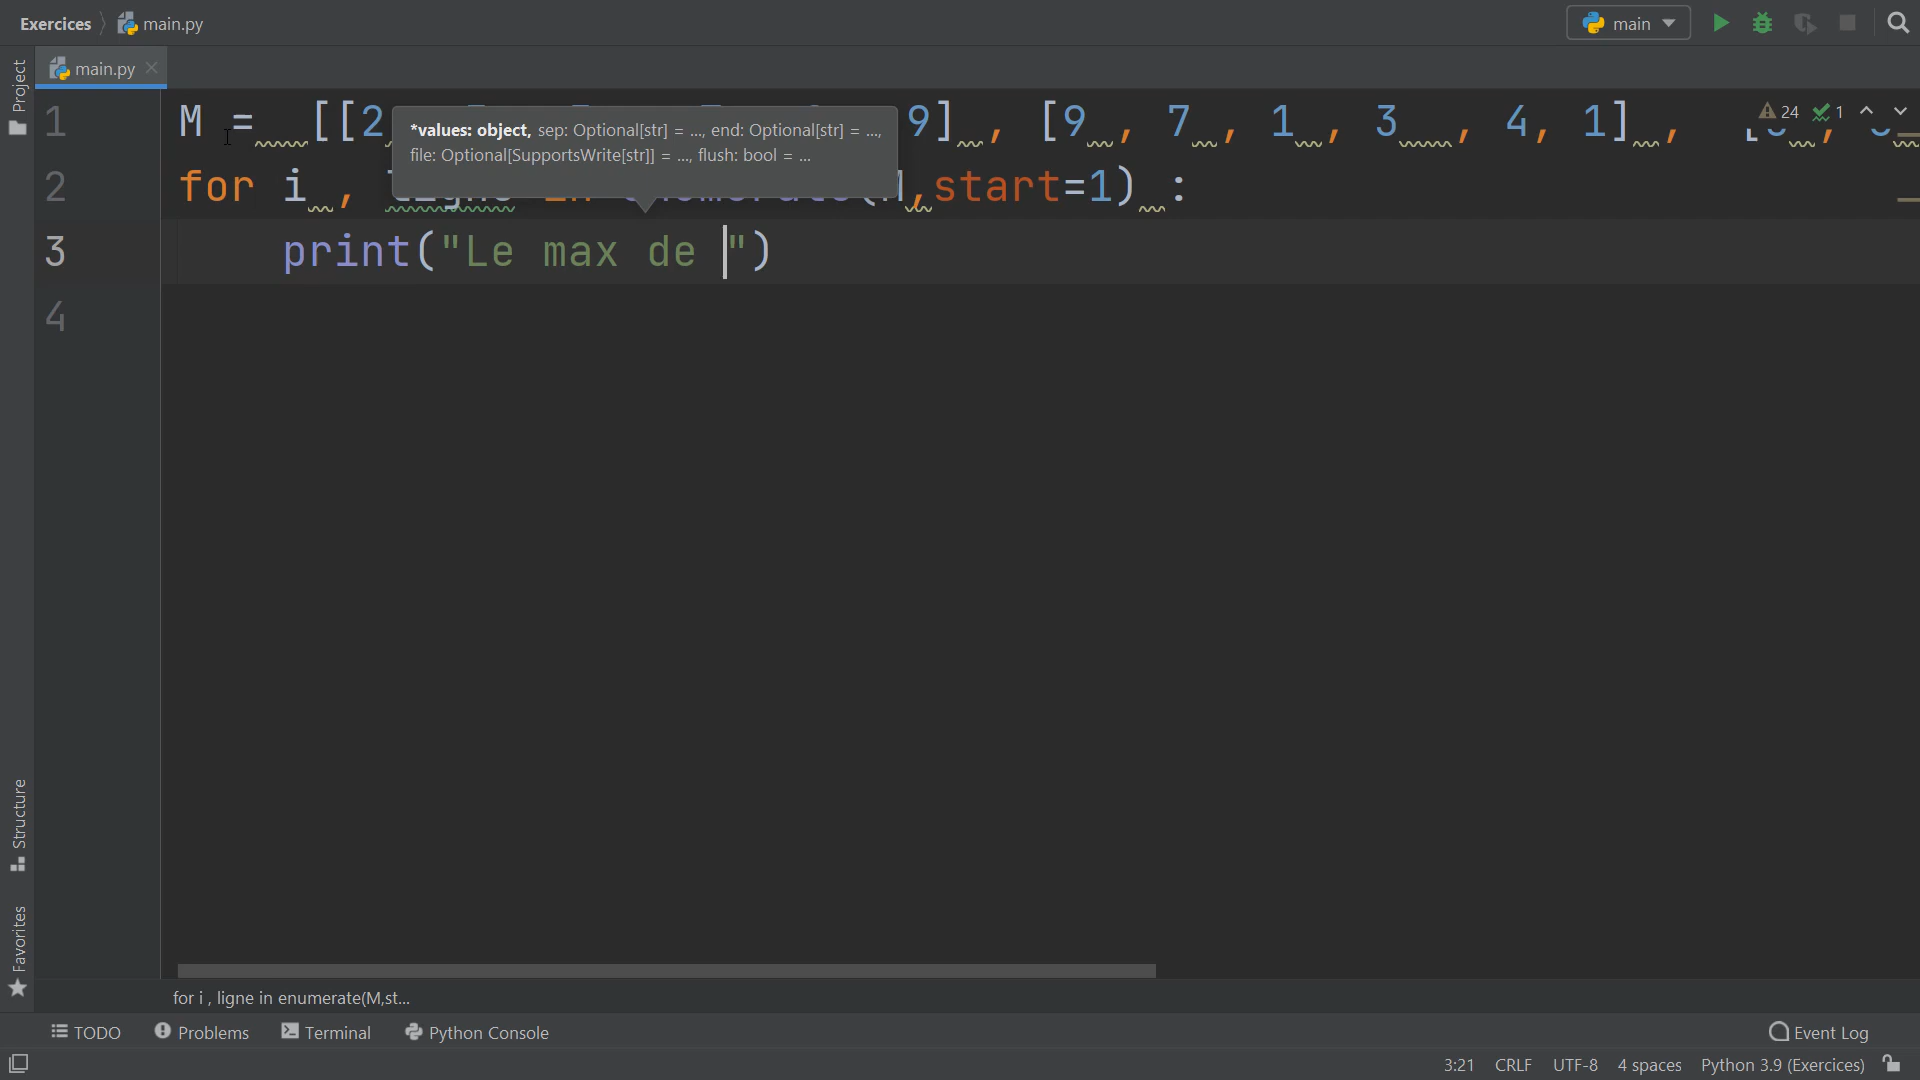 Exercices main.py main
main.py
Project
1 M = [[2 9] , [9 , 7 , 1 , 3 , 4, 1] , [ , 24 1
*values: object, sep: Optional[str] = ..., end: Optional[str] = ...,
file: Optional[SupportsWrite[str]] = ..., flush: bool = ...
2 for i , ligne in enumerate(M,start=1) :
3 print("Le max de ")
4
Structure
Favorites
for i , ligne in enumerate(M,st...
TODO Problems Terminal Python Console Event Log
3:21 CRLF UTF-8 4 spaces Python 3.9 (Exercices)